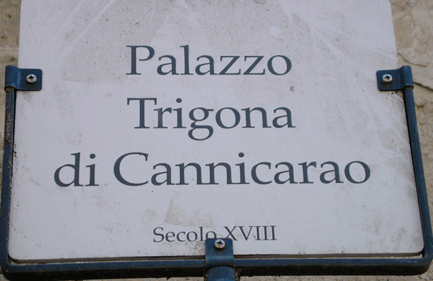 Palazzo
Trigona
di Cannicarao
Secolo XVIII